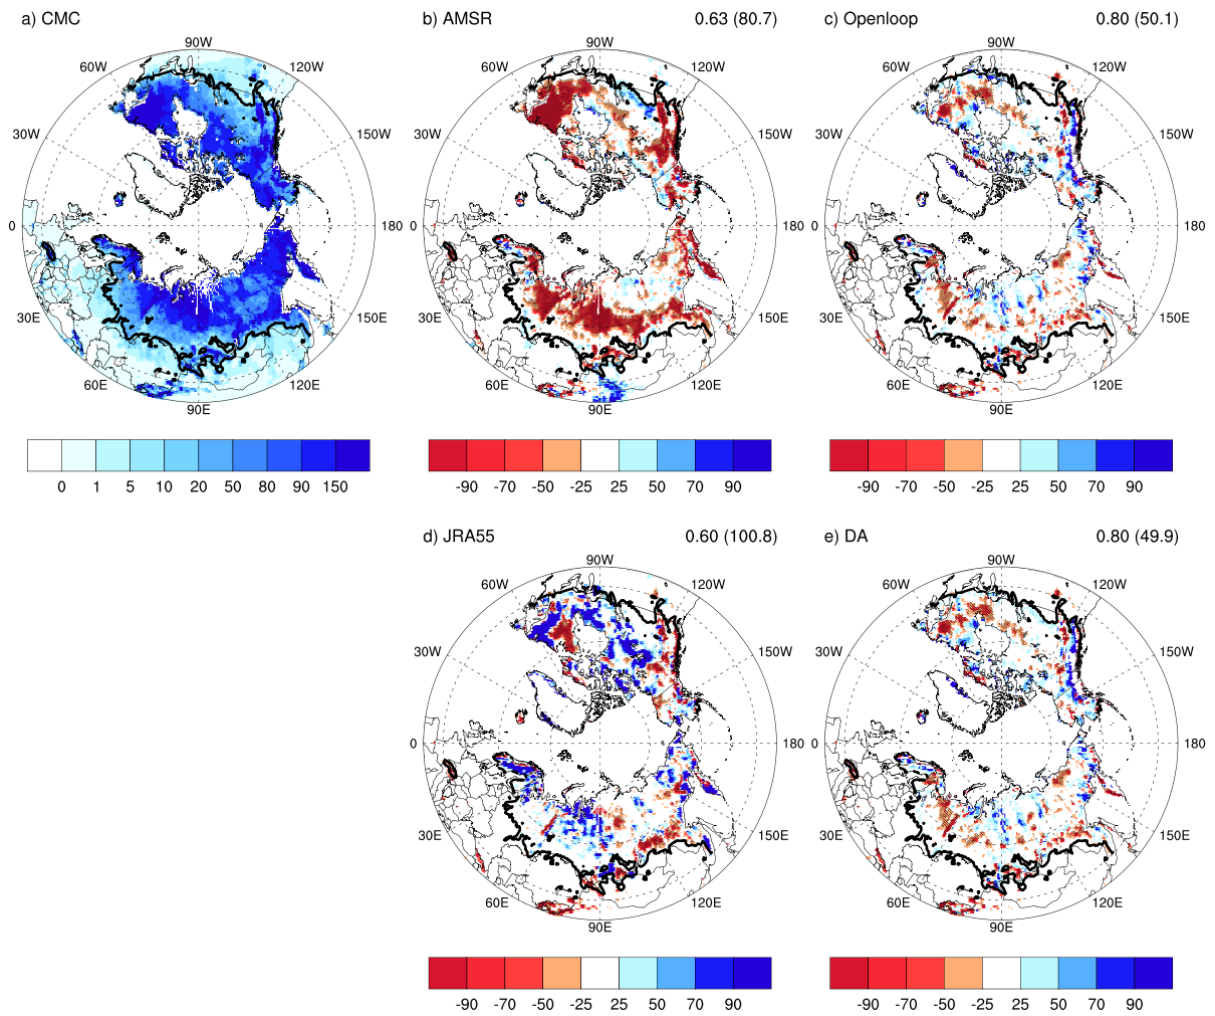 a) CMC
90W
60W
120W
30W
150W
0
180
30E
150E
60E
120E
90E
0 1 5 10 20 50 80 90 150
b) AMSR 0.63 (80.7)
90W
60W
120W
30W
150W
0
180
30E
150E
60E
120E
90E
-90 -70 -50 -25 25 50 70 90
c) Openloop 0.80 (50.1)
90W
60W
120W
30W
150W
0
180
30E
150E
60E
120E
90E
-90 -70 -50 -25 25 50 70 90
d) JRA55 0.60 (100.8)
90W
60W
120W
30W
150W
0
180
30E
150E
60E
120E
90E
-90 -70 -50 -25 25 50 70 90
e) DA 0.80 (49.9)
90W
60W
120W
30W
150W
0
180
30E
150E
60E
120E
90E
-90 -70 -50 -25 25 50 70 90